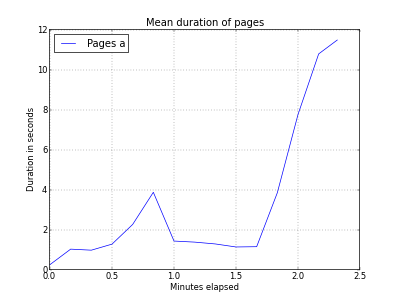 Mean duration of pages
12
Pages a
10
8
6
4
2
0
Duration in seconds
0.0 0.5 1.0 1.5 2.0 2.5
Minutes elapsed